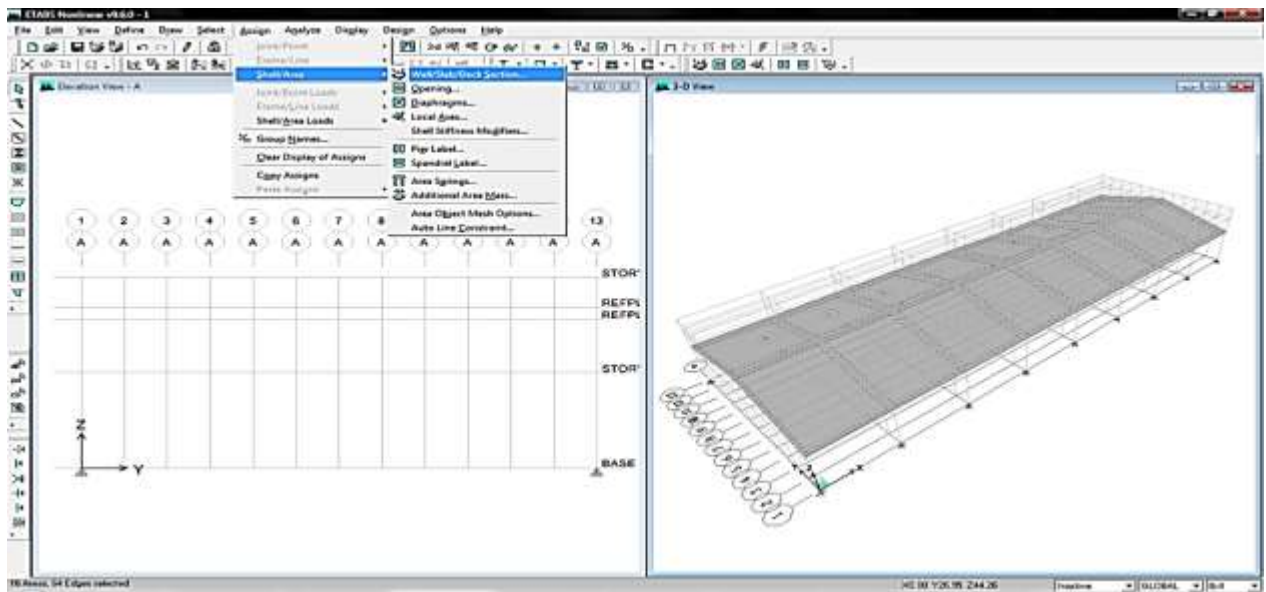 ETABS Nonlinear v9.6.0 - 1
File Edit View Define Draw Select Assign Analyze Display Design Options Help
Joint/Point
Frame/Line
Shell/Area
Joint/Point Loads
Frame/Line Loads
Shell/Area Loads
Group Names...
Clear Display of Assigns
Copy Assigns
Paste Assigns
Wall/Slab/Deck Section...
Opening...
Diaphragms...
Local Axes...
Shell Stiffness Modifiers...
Pier Label...
Spandrel Label...
Area Springs...
Additional Area Mass...
Area Object Mesh Options...
Auto Line Constraint...
Elevation View - A
1 2 3 4 5 6 7 8 13
A A A A A A A A A A A A A
STOR
REFPL
REFPL
STOR
BASE
Z
Y
3-D View
54 Edges selected
GLOBAL